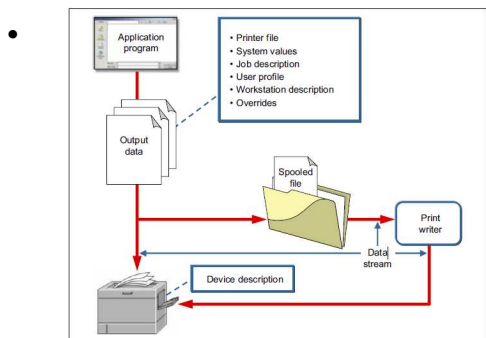 Application
program
• Printer file
• System values
• Job description
• User profile
• Workstation description
• Overrides
Output
data
Spooled
file
Print
writer
Data
stream
Device description